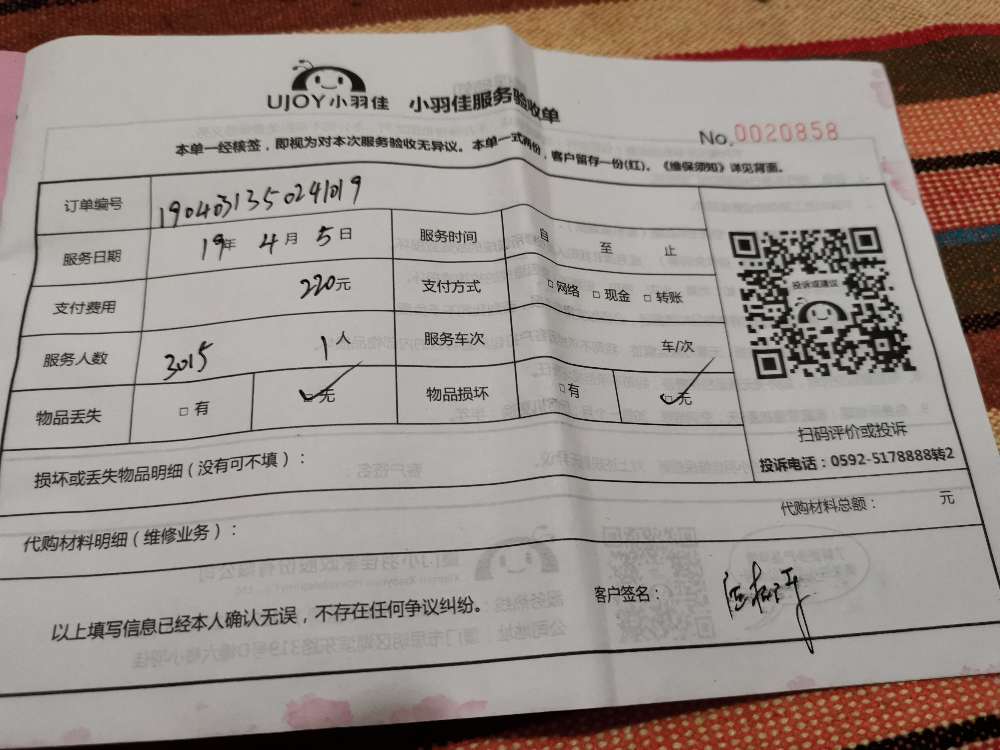 UJOY小羽佳 小羽佳服务验收单
No.0020858
本单一经核签，即视为对本次服务验收无异议。本单一式两份，客户留存一份(红)。《维保须知》详见背面。
订单编号 1904031350241019
服务日期 19年 4月 5日 服务时间 自 至 止
支付费用 220元 支付方式 □网络 □现金 □转账
服务人数 3015 1人 服务车次 车/次
物品丢失 □有 ☑无 物品损坏 □有 ☑无
投诉或建议
扫码评价或投诉
投诉电话：0592-5178888转2
损坏或丢失物品明细（没有可不填）：
代购材料明细（维修业务）： 代购材料总额： 元
以上填写信息已经本人确认无误，不存在任何争议纠纷。 客户签名：